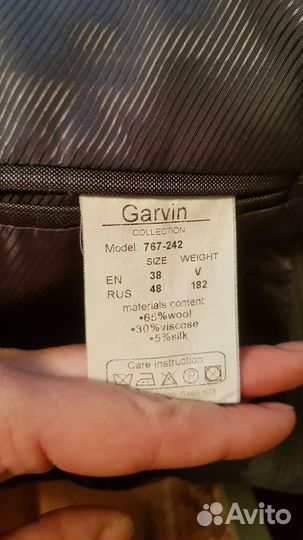 Garvin
COLLECTION
Model: 767-242
SIZE WEIGHT
EN 38 V
RUS 48 182
materials content:
•65%wool
•30%viscose
•5%silk
Care instruction
Avito